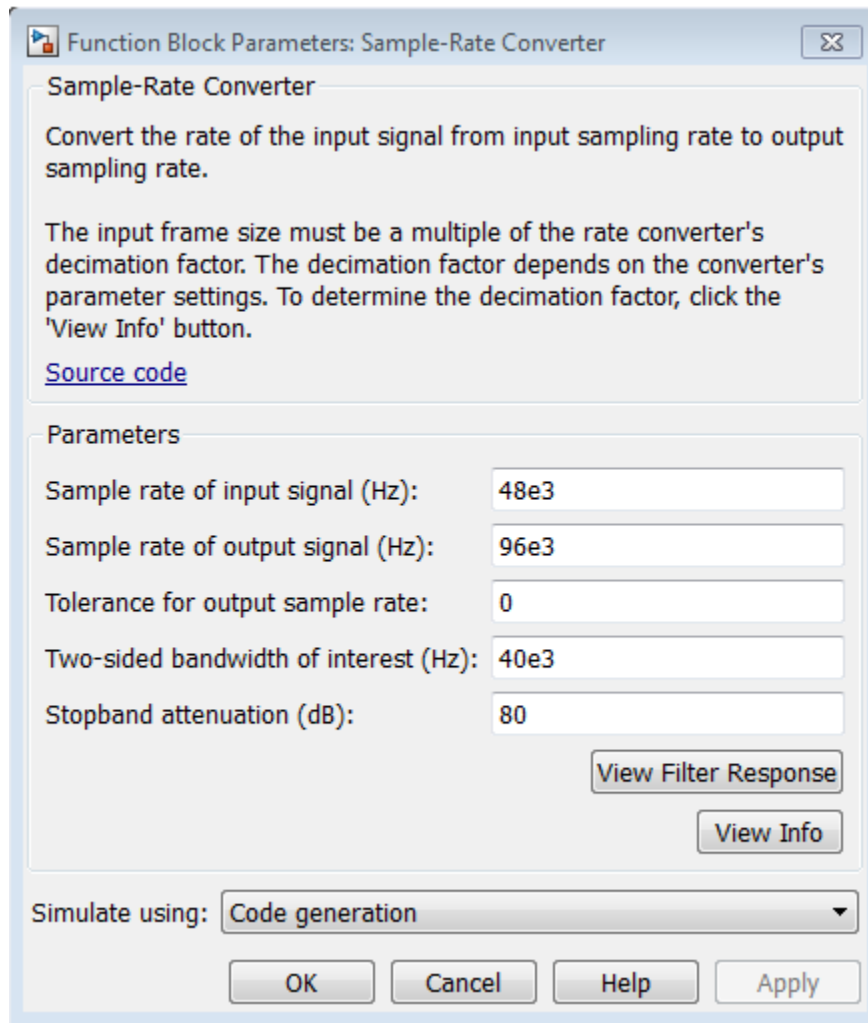 Function Block Parameters: Sample-Rate Converter
Sample-Rate Converter
Convert the rate of the input signal from input sampling rate to output
sampling rate.
The input frame size must be a multiple of the rate converter's
decimation factor. The decimation factor depends on the converter's
parameter settings. To determine the decimation factor, click the
'View Info' button.
Source code
Parameters
Sample rate of input signal (Hz): 48e3
Sample rate of output signal (Hz): 96e3
Tolerance for output sample rate: 0
Two-sided bandwidth of interest (Hz): 40e3
Stopband attenuation (dB): 80
View Filter Response
View Info
Simulate using: Code generation
OK Cancel Help Apply